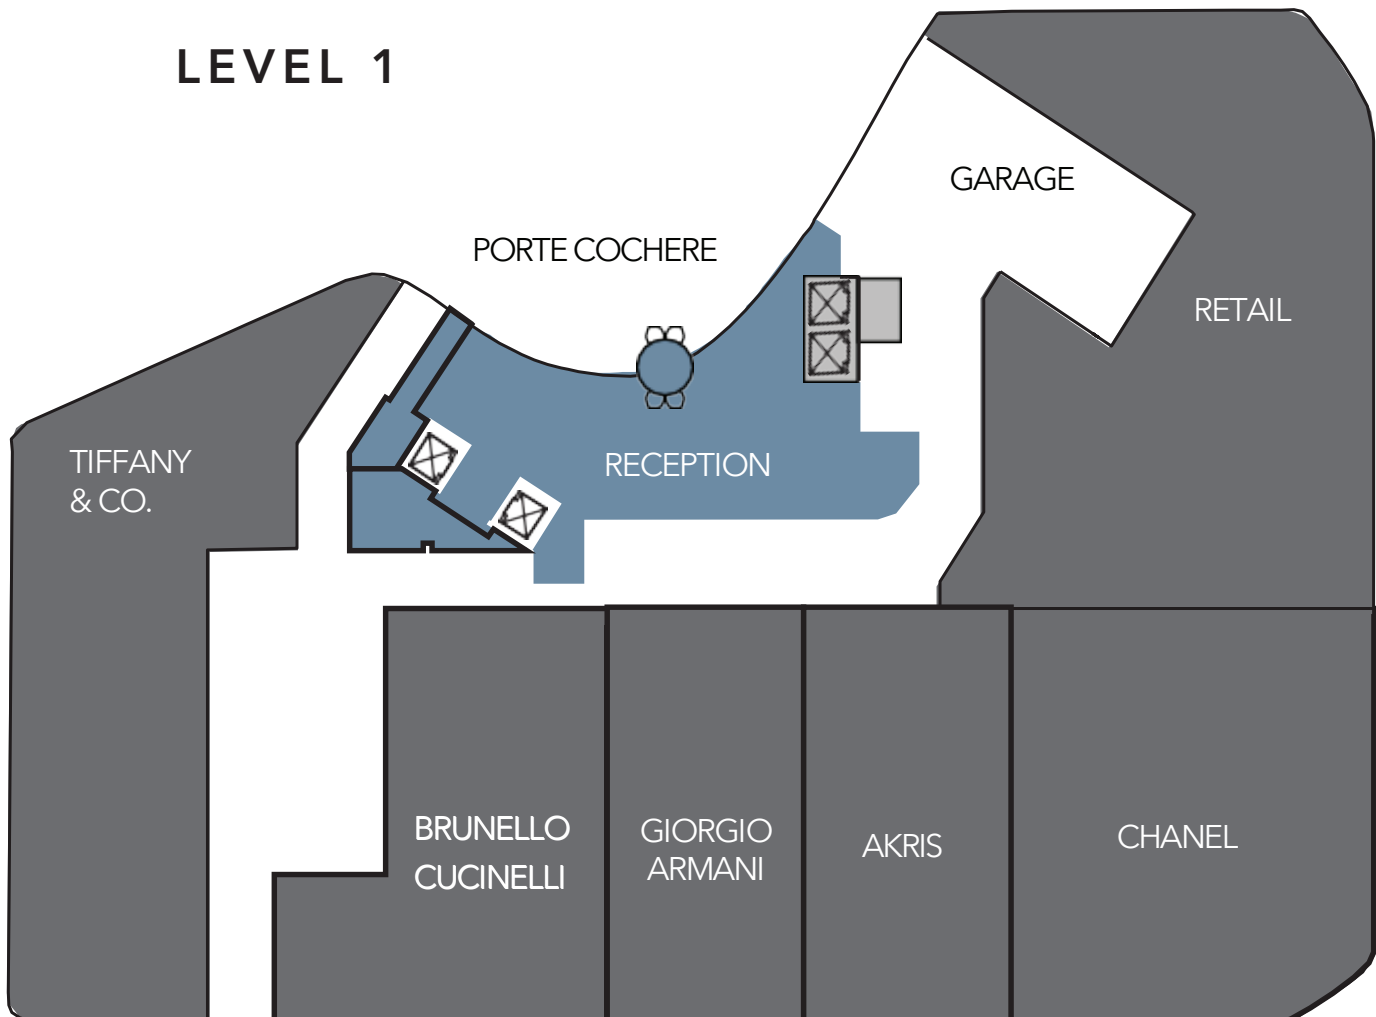 LEVEL 1
GARAGE
PORTE COCHERE
RETAIL
TIFFANY
& CO.
RECEPTION
BRUNELLO
CUCINELLI
GIORGIO
ARMANI
AKRIS
CHANEL